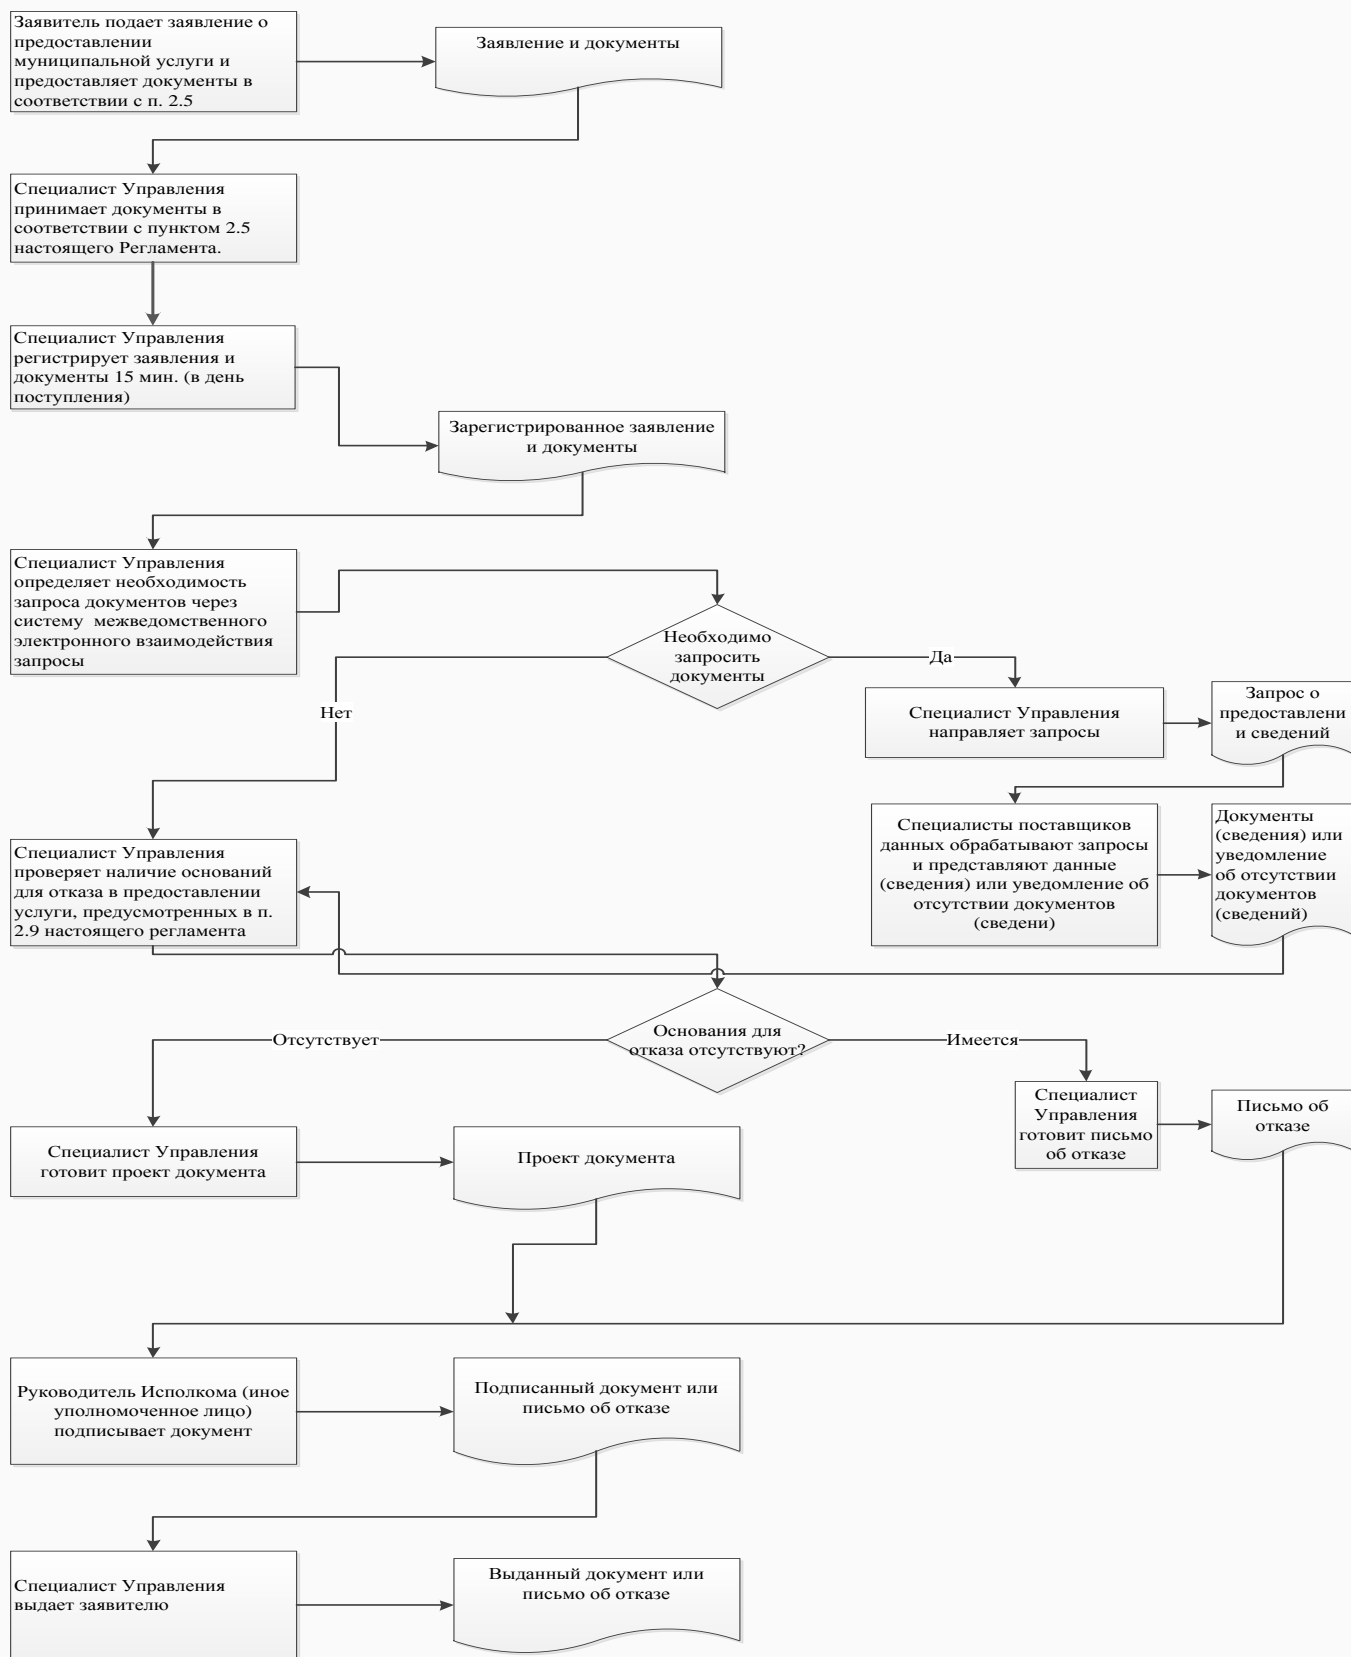 Заявитель подает заявление о
предоставлении
муниципальной услуги и
предоставляет документы в
соответствии с п. 2.5
Заявление и документы
Специалист Управления
принимает документы в
соответствии с пунктом 2.5
настоящего Регламента.
Специалист Управления
регистрирует заявления и
документы 15 мин. (в день
поступления)
Зарегистрированное заявление
и документы
Специалист Управления
определяет необходимость
запроса документов через
систему межведомственного
электронного взаимодействия
запросы
Необходимо
запросить
документы
Да
Нет
Специалист Управления
направляет запросы
Запрос о
предоставлени
и сведений
Специалисты поставщиков
данных обрабатывают запросы
и представляют данные
(сведения) или уведомление об
отсутствии документов
(сведени)
Документы
(сведения) или
уведомление
об отсутствии
документов
(сведений)
Специалист Управления
проверяет наличие оснований
для отказа в предоставлении
услуги, предусмотренных в п.
2.9 настоящего регламента
Основания для
отказа отсутствуют?
Отсутствует
Имеется
Специалист
Управления
готовит письмо
об отказе
Письмо об
отказе
Специалист Управления
готовит проект документа
Проект документа
Руководитель Исполкома (иное
уполномоченное лицо)
подписывает документ
Подписанный документ или
письмо об отказе
Специалист Управления
выдает заявителю
Выданный документ или
письмо об отказе